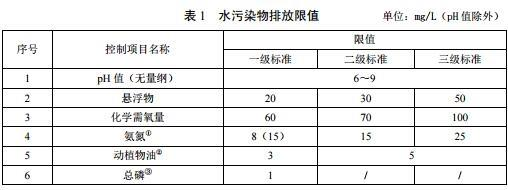 表 1 水污染物排放限值 单位：mg/L（pH 值除外）
序号 控制项目名称 限值
一级标准 二级标准 三级标准
1 pH 值（无量纲） 6～9
2 悬浮物 20 30 50
3 化学需氧量 60 70 100
4 氨氮① 8（15） 15 25
5 动植物油② 3 5
6 总磷③ 1 / /